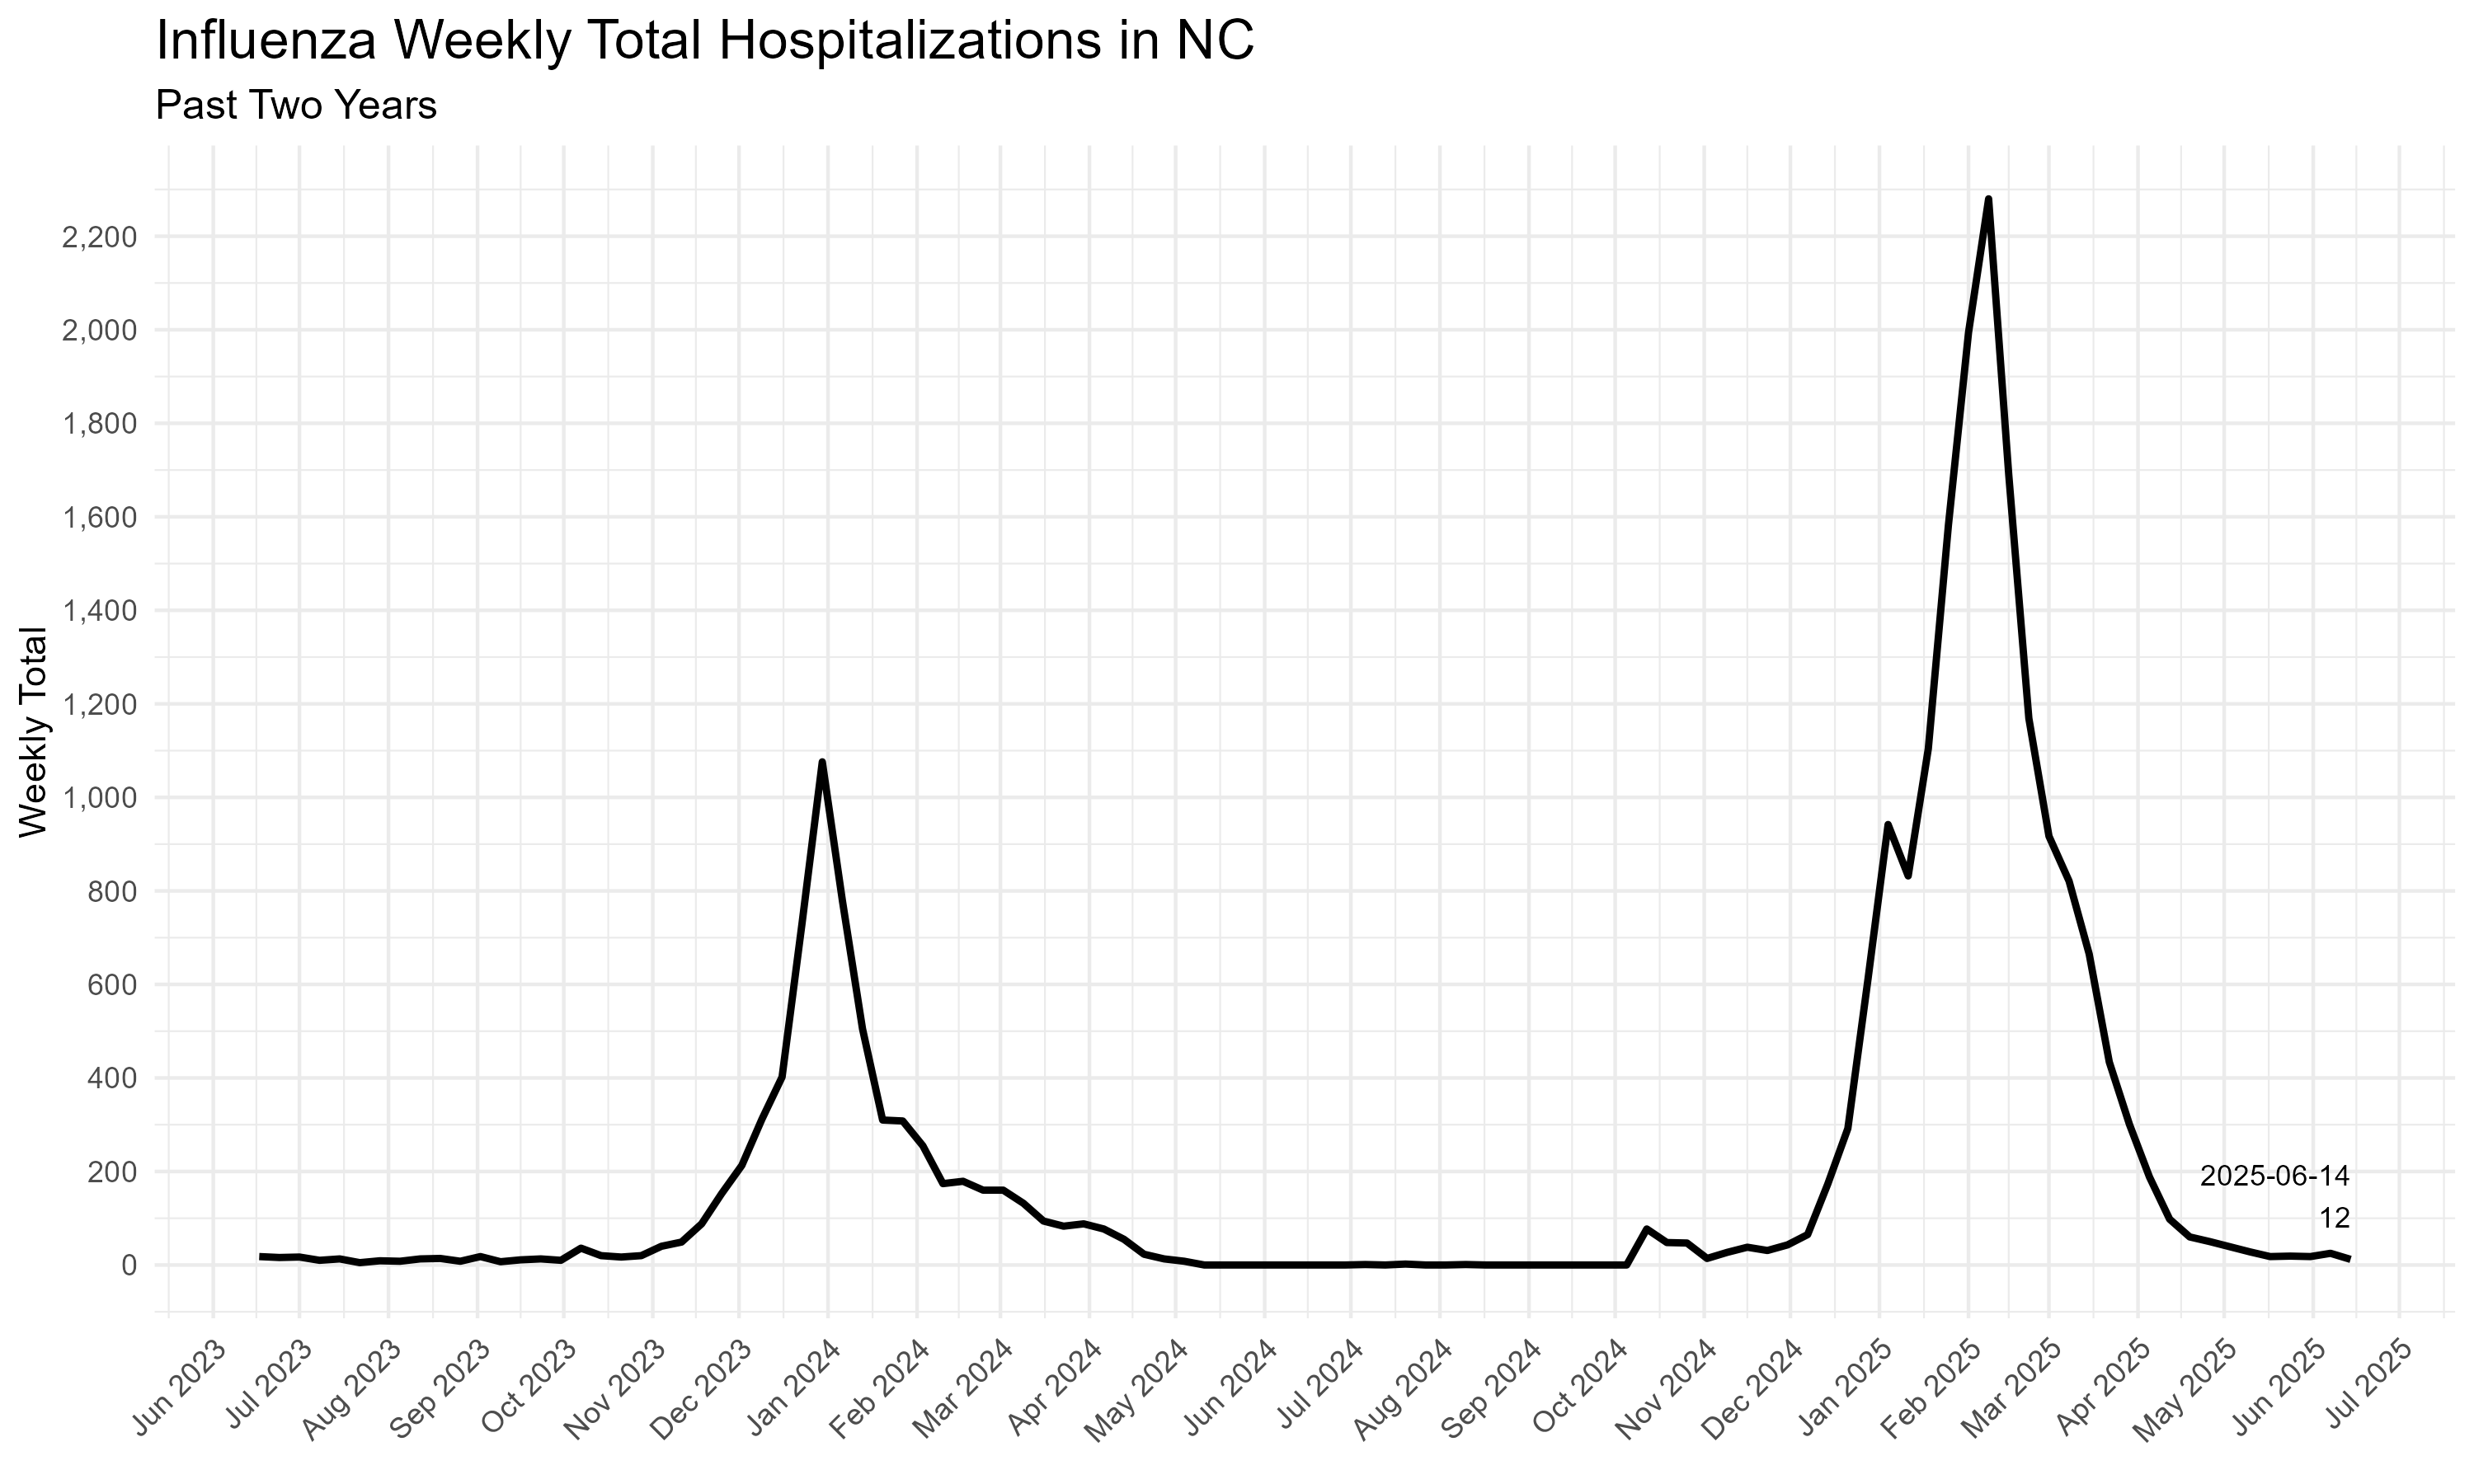 Influenza Weekly Total Hospitalizations in NC
Past Two Years
Weekly Total
2,200
2,000
1,800
1,600
1,400
1,200
1,000
800
600
400
200
0
2025-06-14
12
Jun 2023
Jul 2023
Aug 2023
Sep 2023
Oct 2023
Nov 2023
Dec 2023
Jan 2024
Feb 2024
Mar 2024
Apr 2024
May 2024
Jun 2024
Jul 2024
Aug 2024
Sep 2024
Oct 2024
Nov 2024
Dec 2024
Jan 2025
Feb 2025
Mar 2025
Apr 2025
May 2025
Jun 2025
Jul 2025